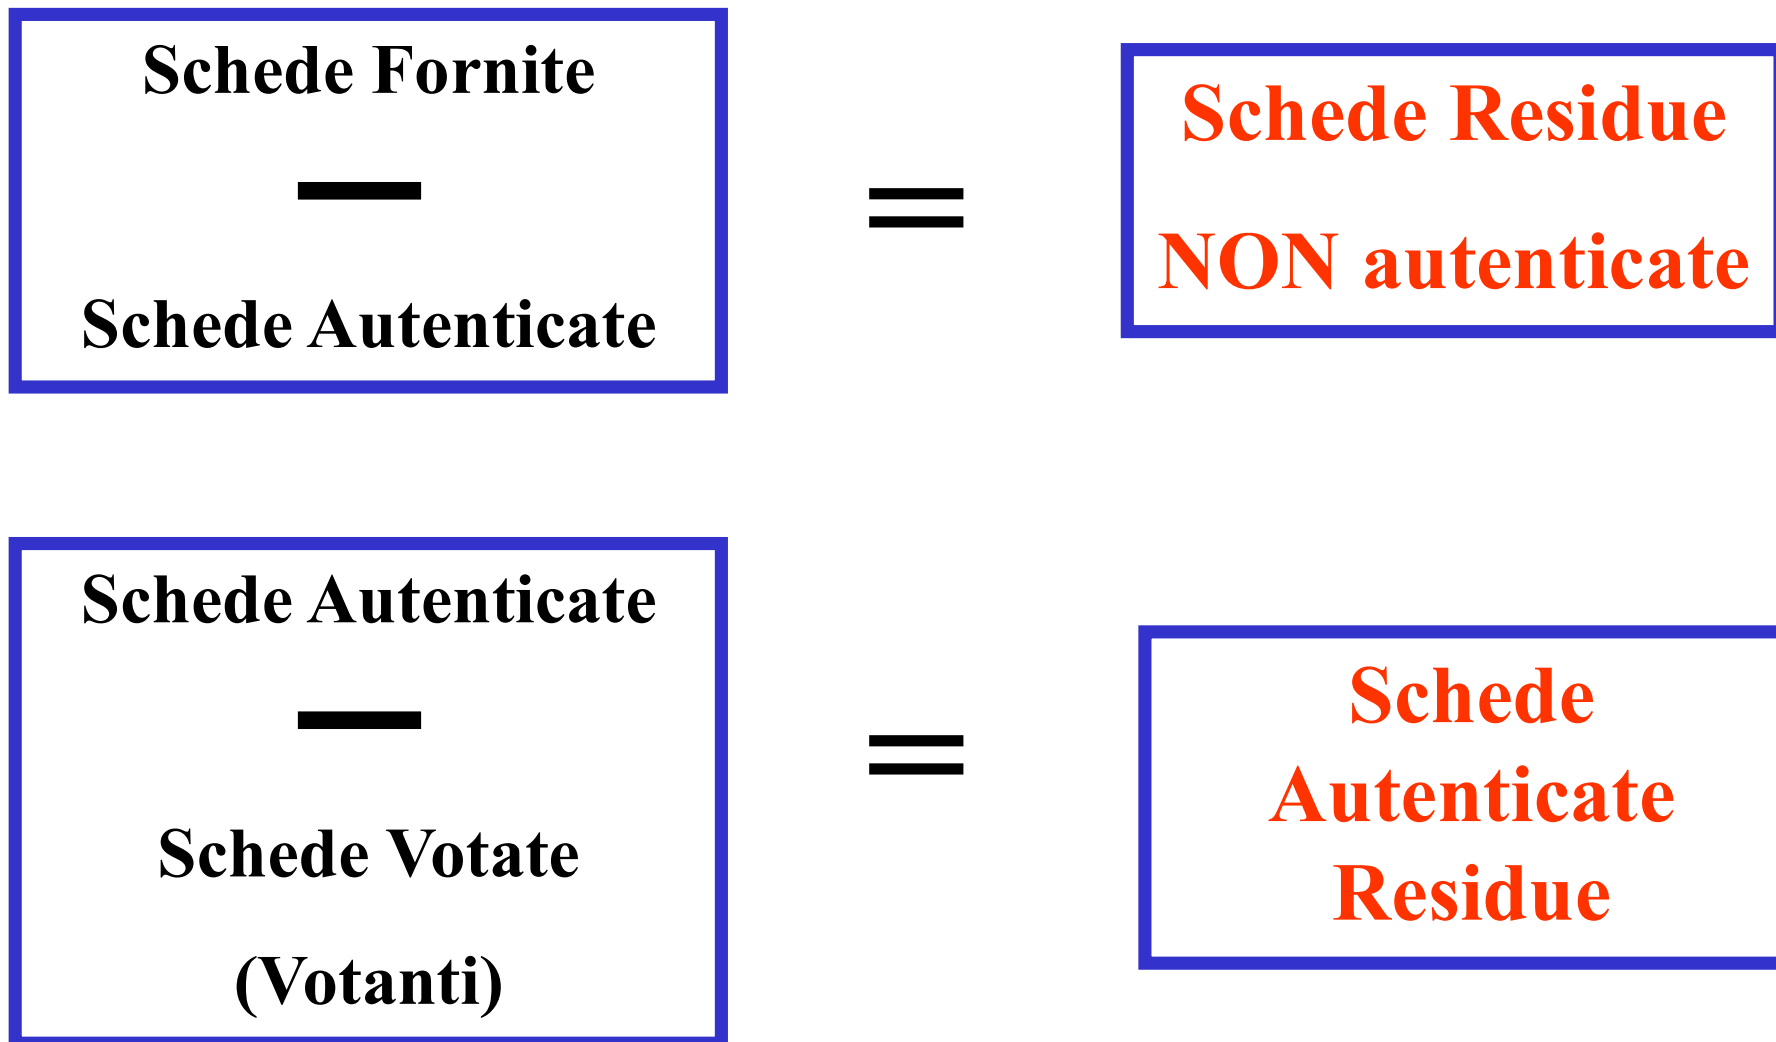 Schede Fornite
—
Schede Autenticate
=
Schede Residue
NON autenticate
Schede Autenticate
—
Schede Votate
(Votanti)
=
Schede
Autenticate
Residue